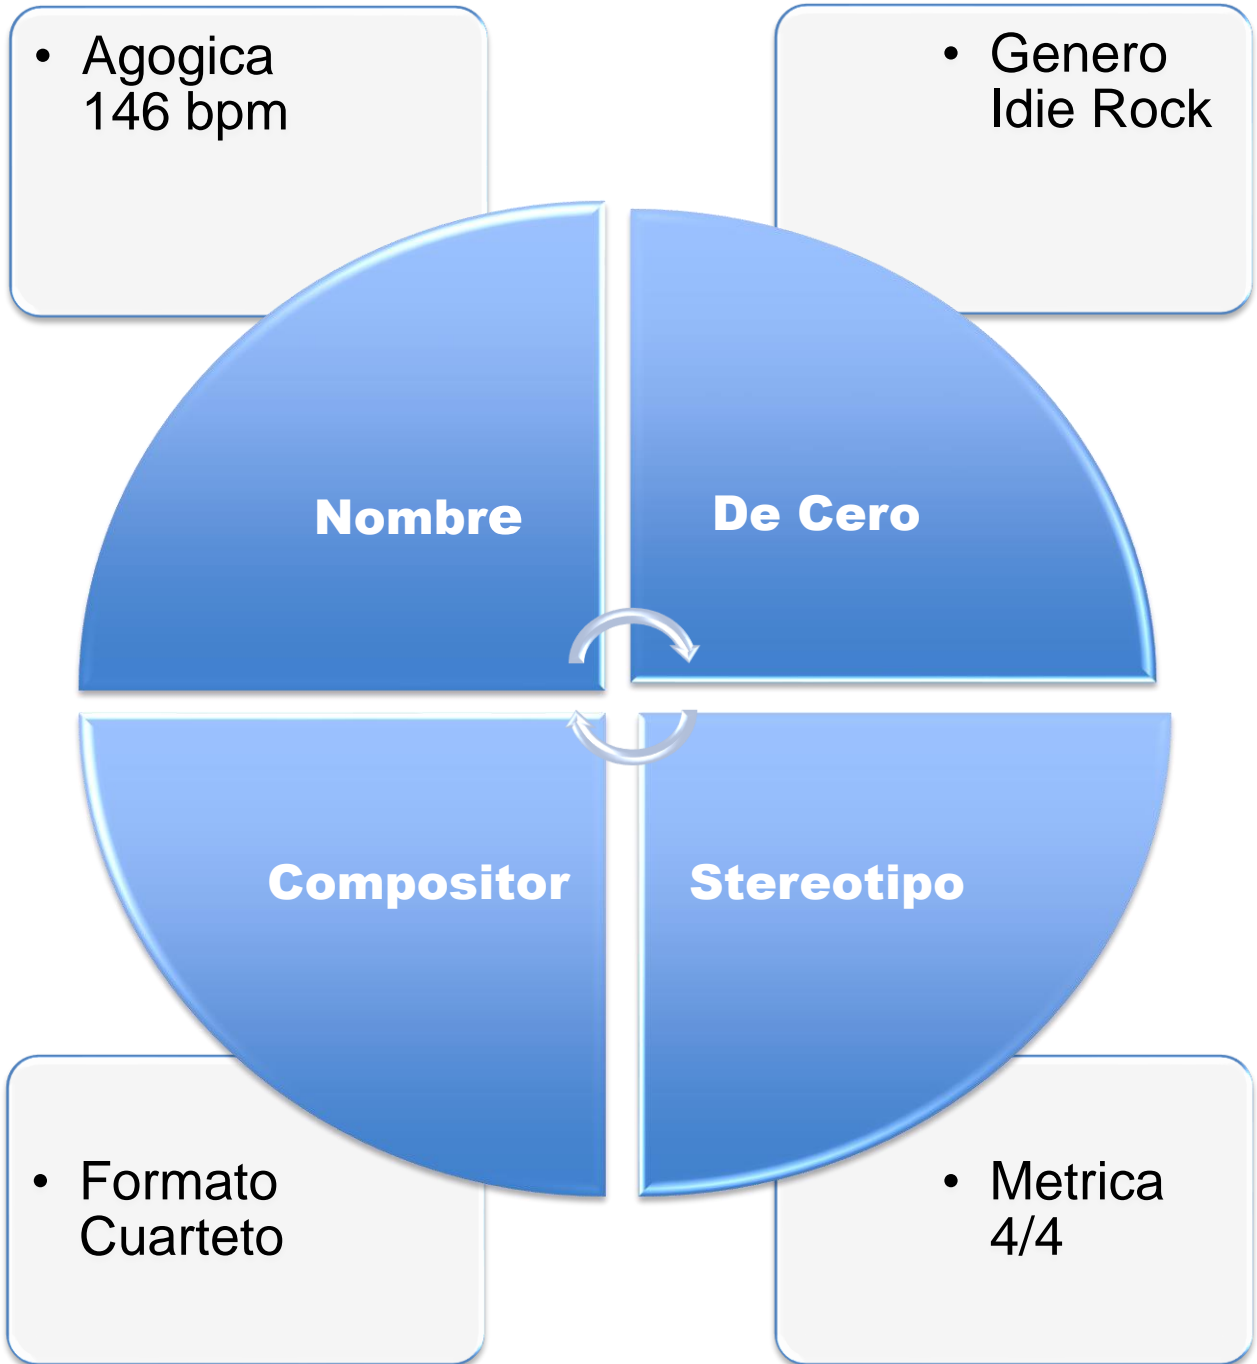 • Agogica
146 bpm
• Genero
Idie Rock
Nombre
De Cero
Compositor
Stereotipo
• Formato
Cuarteto
• Metrica
4/4